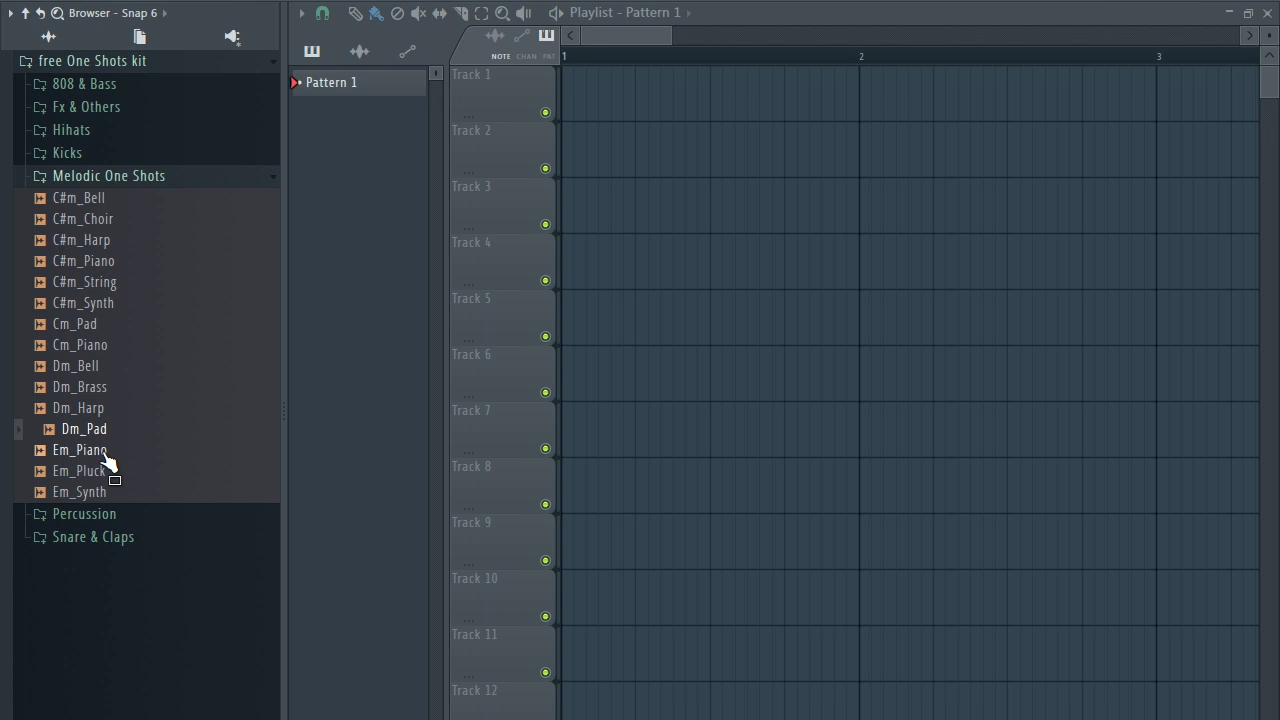 Browser - Snap 6
free One Shots kit
808 & Bass
Fx & Others
Hihats
Kicks
Melodic One Shots
C#m_Bell
C#m_Choir
C#m_Harp
C#m_Piano
C#m_String
C#m_Synth
Cm_Pad
Cm_Piano
Dm_Bell
Dm_Brass
Dm_Harp
Dm_Pad
Em_Piano
Em_Pluck
Em_Synth
Percussion
Snare & Claps
Pattern 1
Playlist - Pattern 1
NOTE CHAN PAT
1 2 3
Track 1
Track 2
Track 3
Track 4
Track 5
Track 6
Track 7
Track 8
Track 9
Track 10
Track 11
Track 12